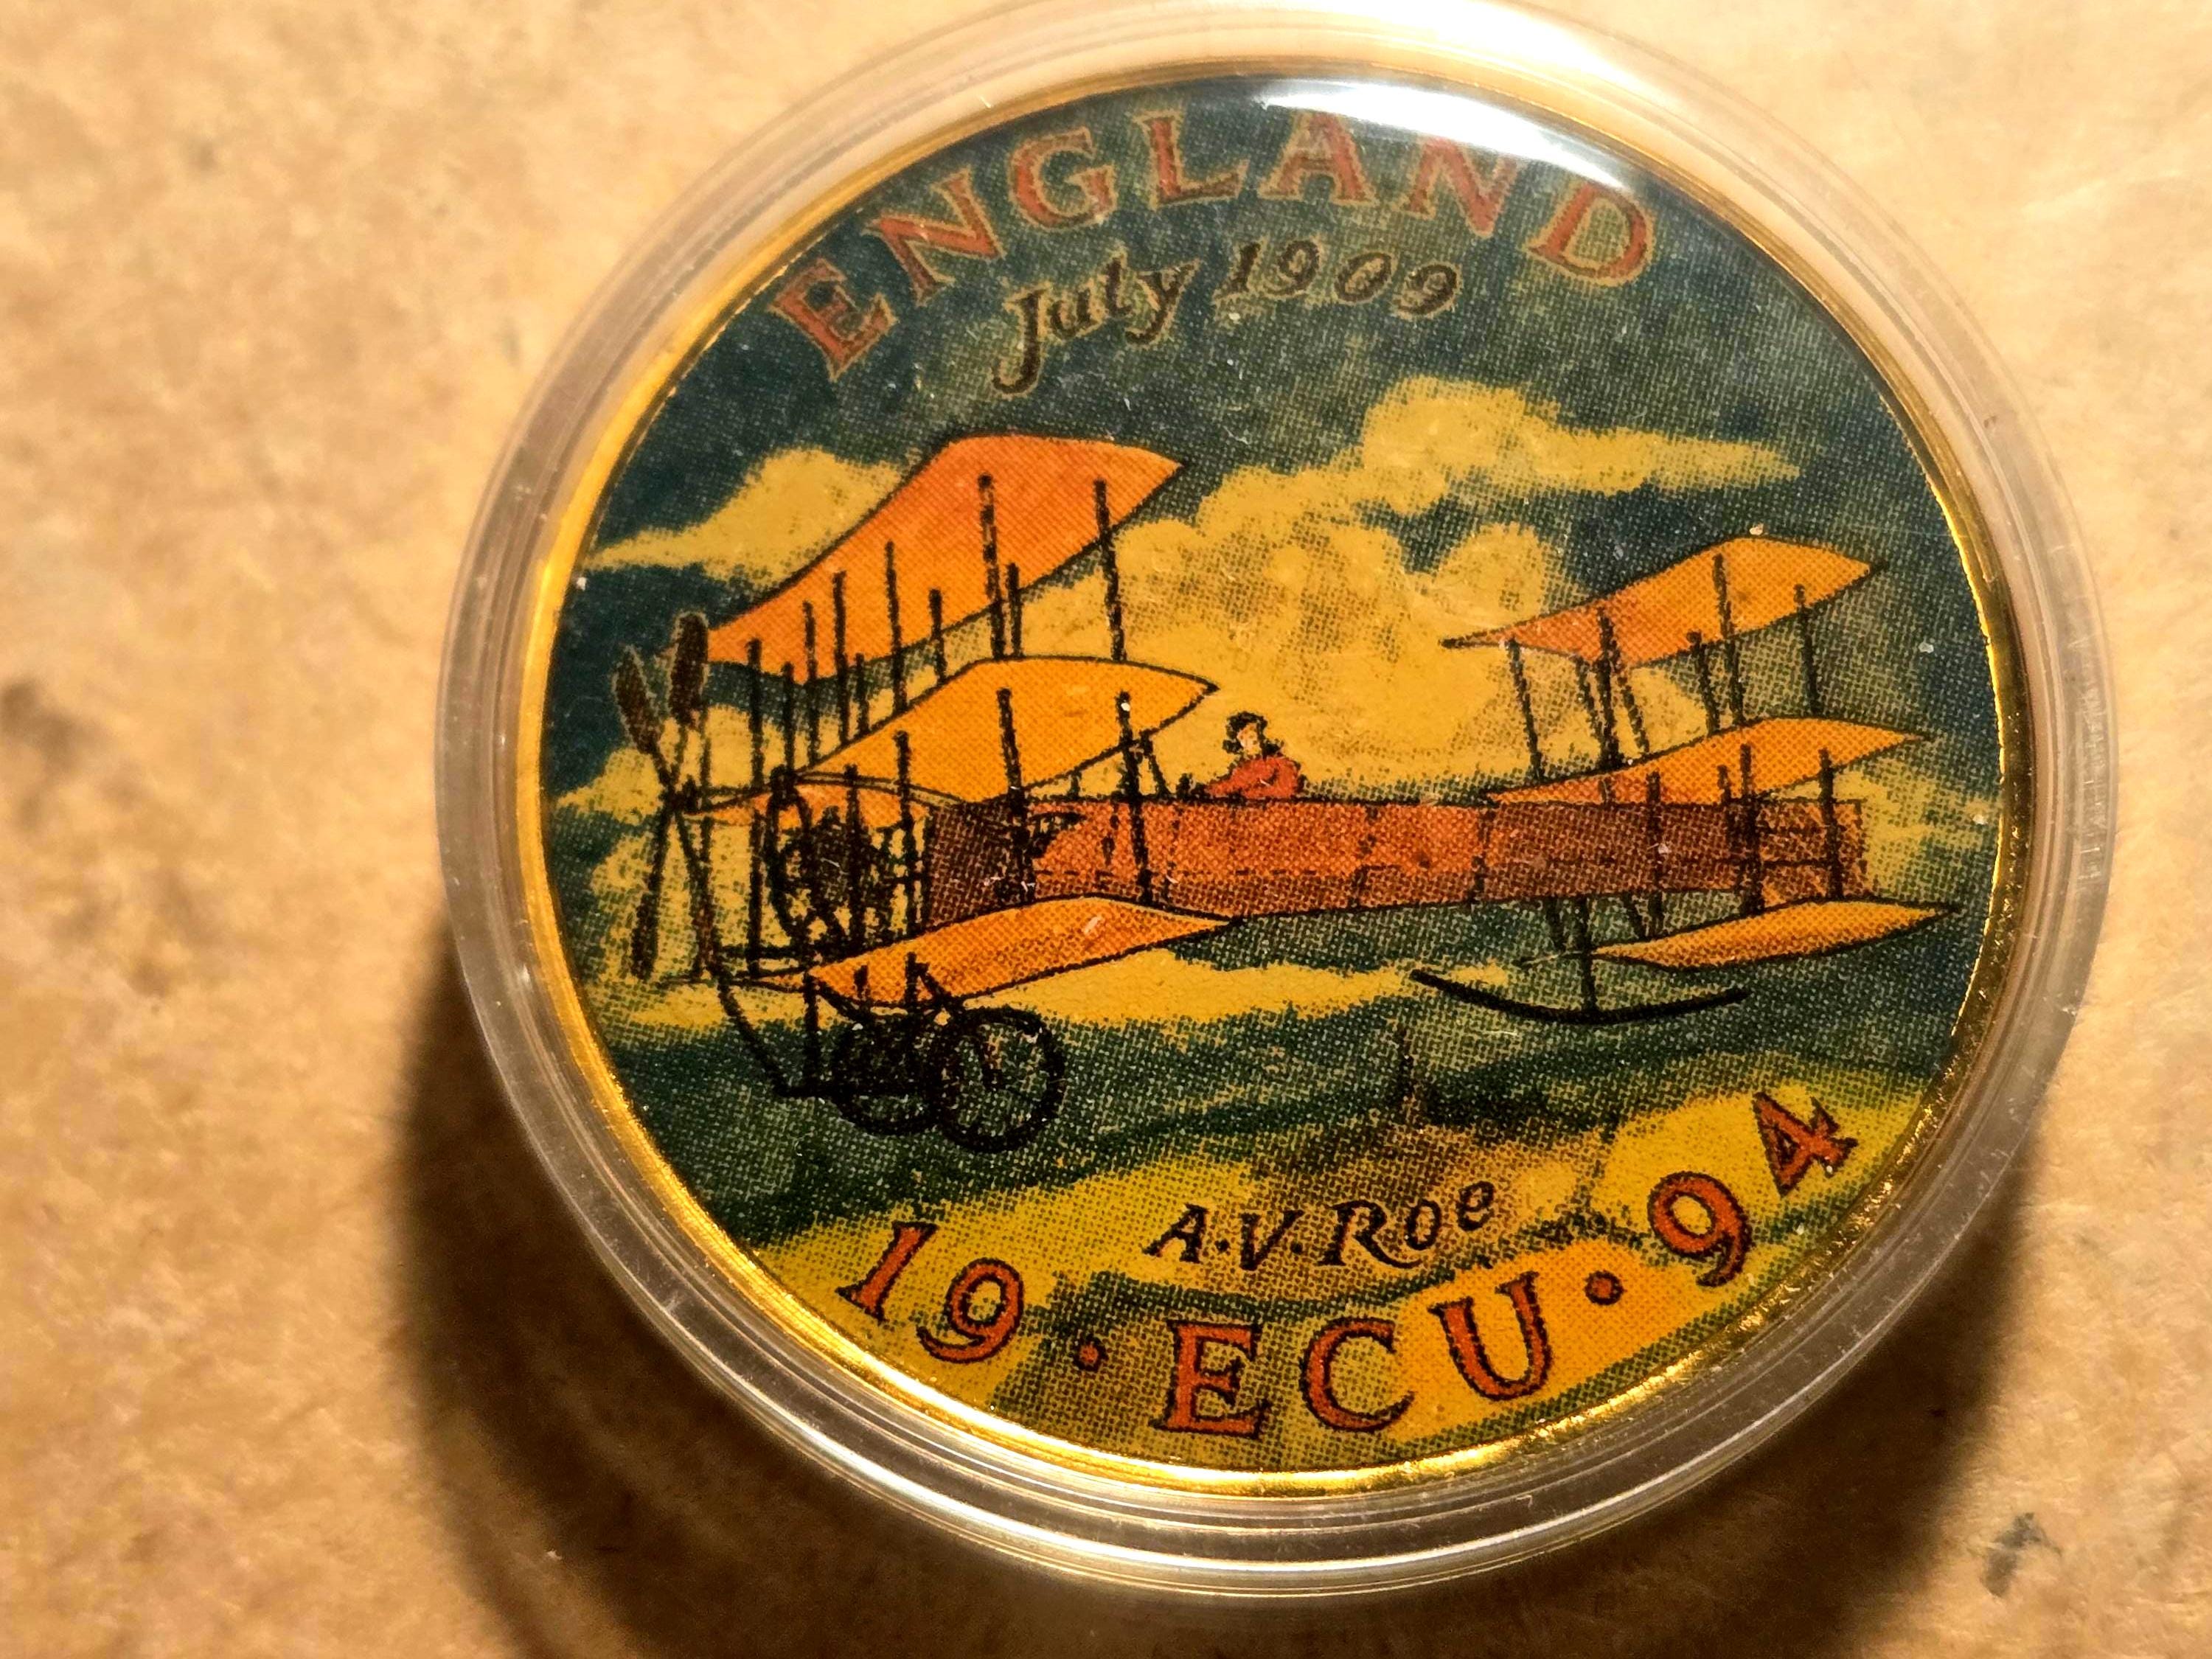 ENGLAND
July 1909
A.V. Roe
19 • ECU • 94